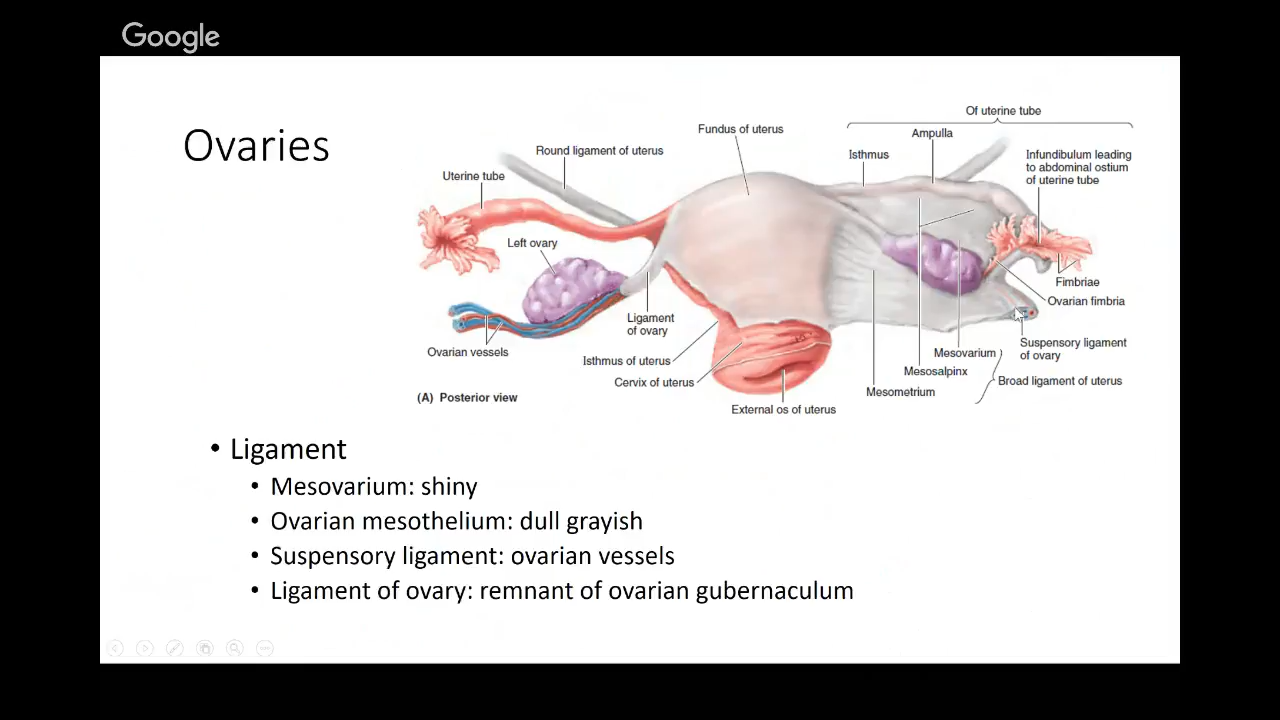 Google
Ovaries
Of uterine tube
Fundus of uterus
Ampulla
Round ligament of uterus
Isthmus
Infundibulum leading
to abdominal ostium
of uterine tube
Uterine tube
Left ovary
Fimbriae
Ovarian fimbria
Ligament
of ovary
Suspensory ligament
of ovary
Ovarian vessels
Mesovarium
Isthmus of uterus
Mesosalpinx
Cervix of uterus
Broad ligament of uterus
Mesometrium
(A) Posterior view
External os of uterus
• Ligament
• Mesovarium: shiny
• Ovarian mesothelium: dull grayish
• Suspensory ligament: ovarian vessels
• Ligament of ovary: remnant of ovarian gubernaculum